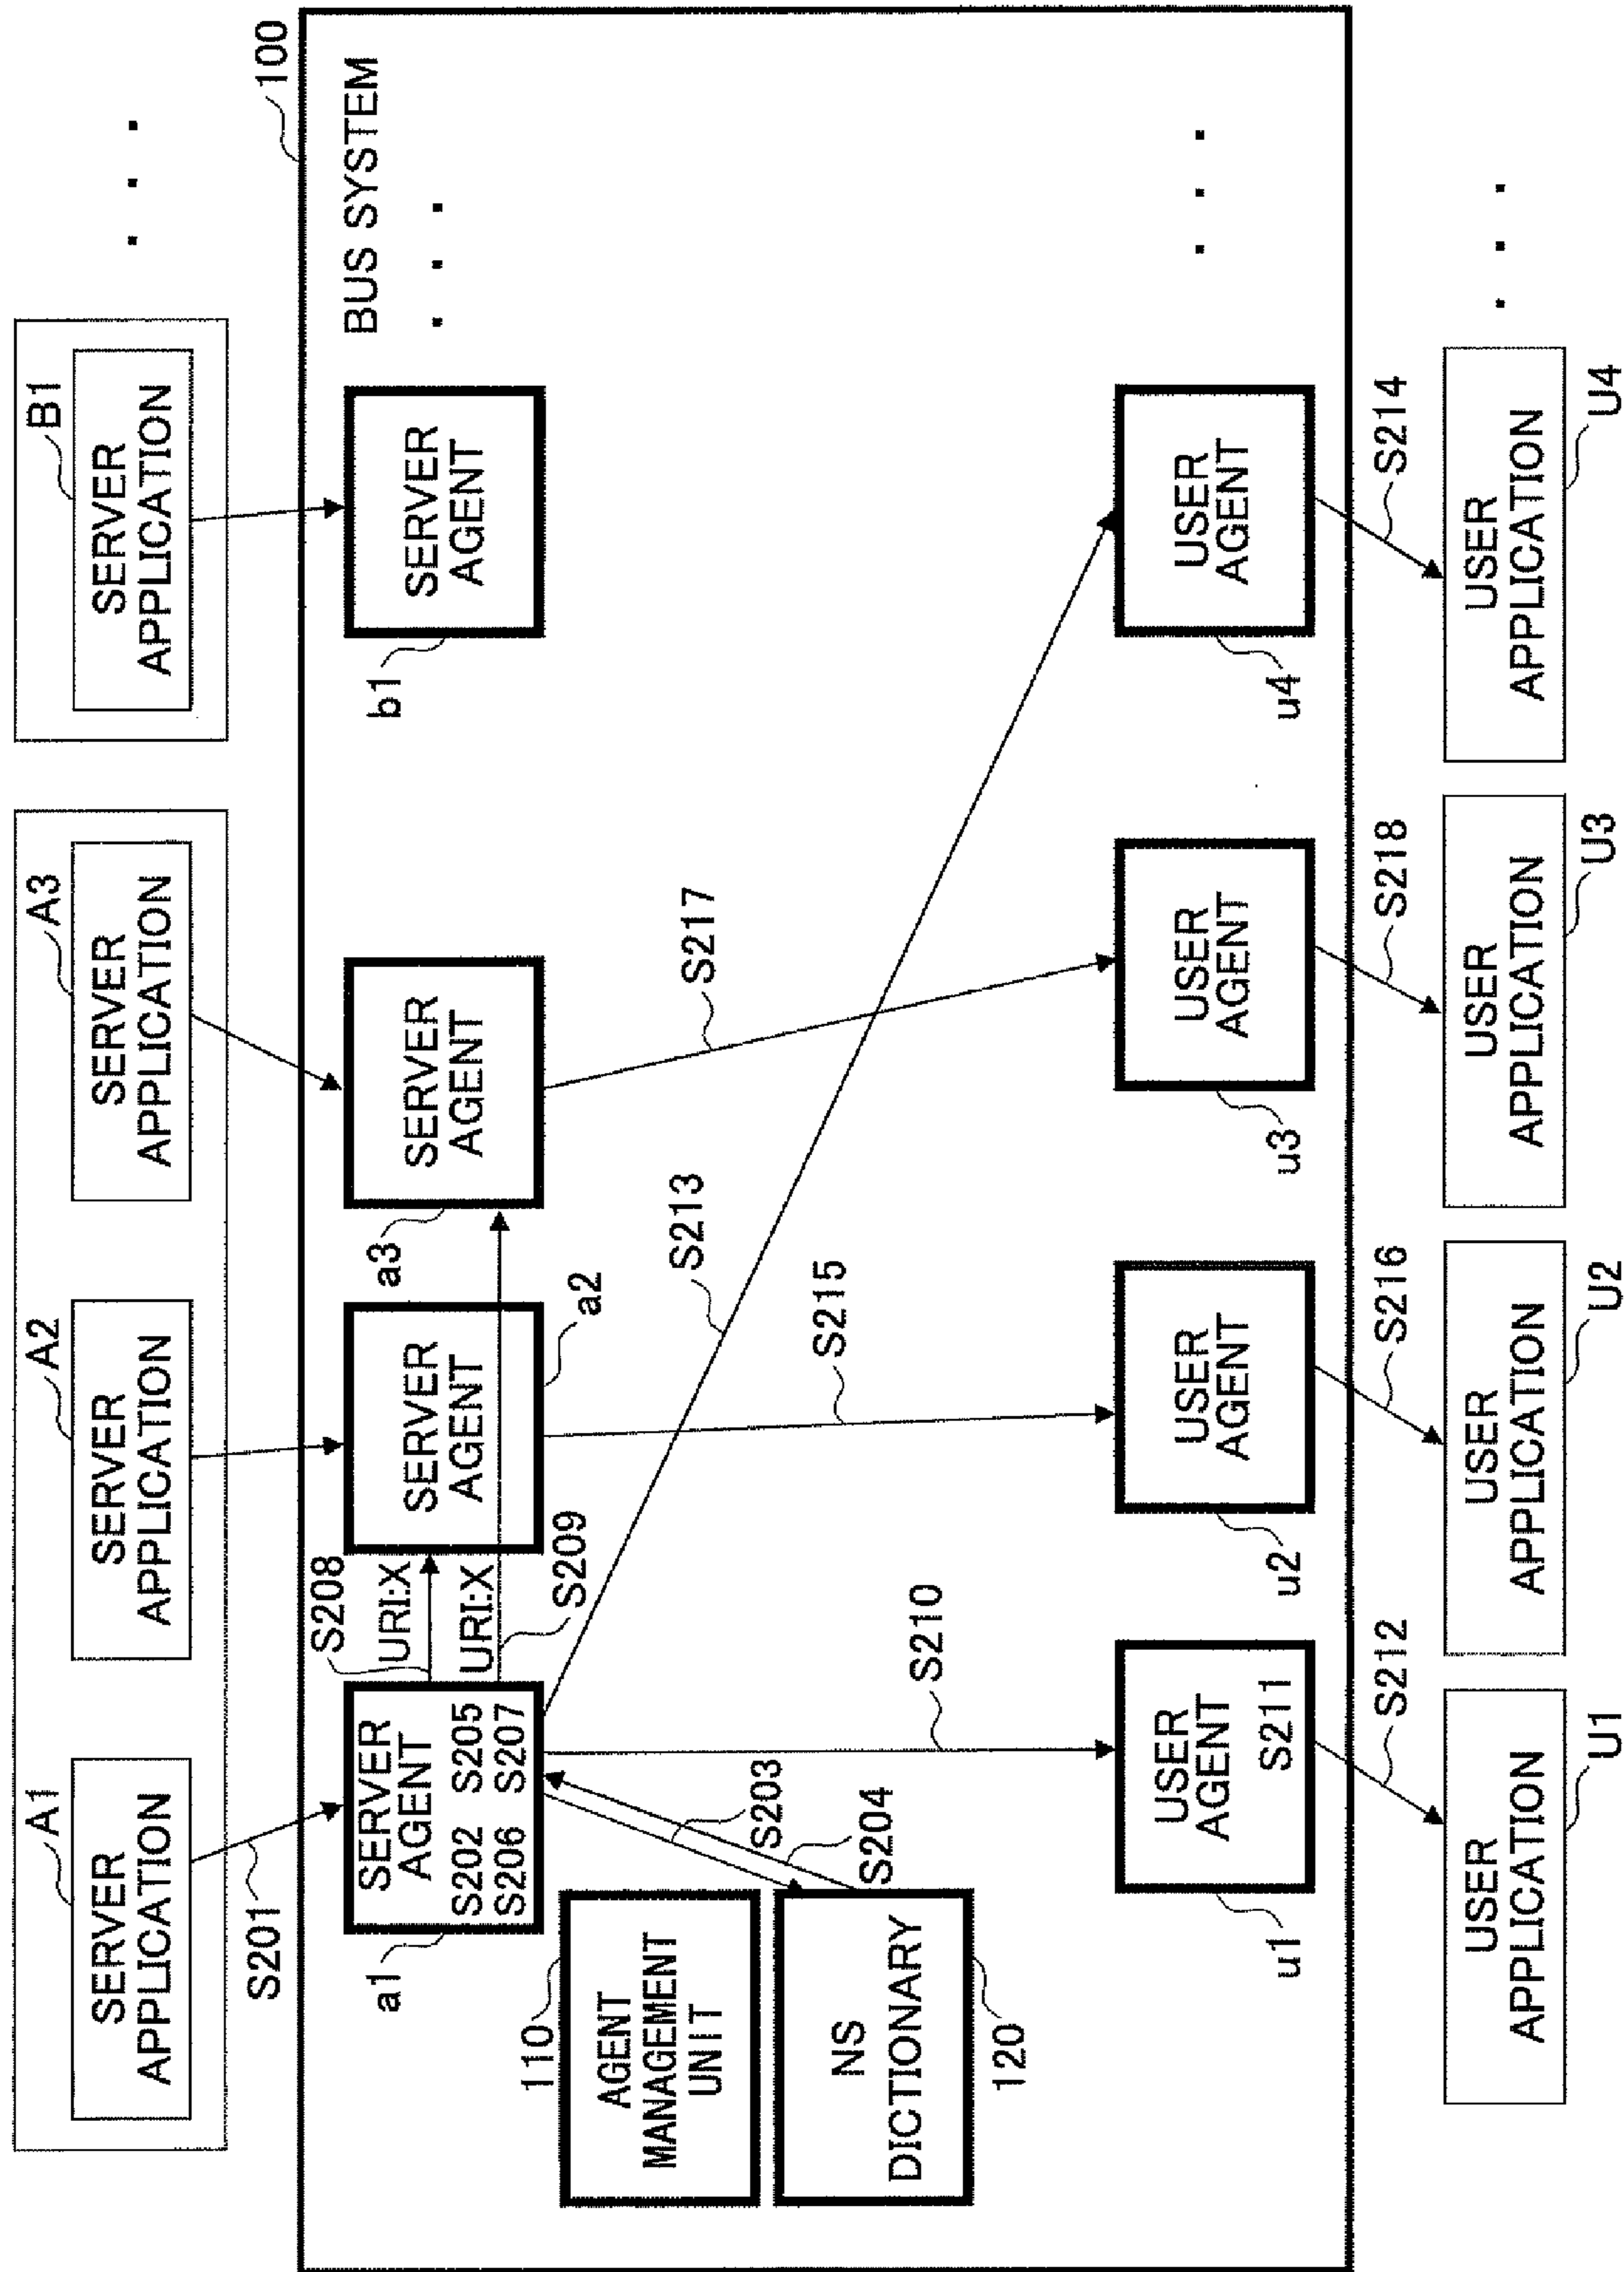 A1
A2
A3
B1
SERVER
APPLICATION
SERVER
APPLICATION
SERVER
APPLICATION
SERVER
APPLICATION
. . .
S201
100
BUS SYSTEM
. . .
SERVER
AGENT
S202 S205
S206 S207
a1
S208
URI:X
URI:X
S209
SERVER
AGENT
a2
SERVER
AGENT
a3
SERVER
AGENT
b1
110
AGENT
MANAGEMENT
UNIT
NS
DICTIONARY
120
S203
S204
S210
S215
S213
S217
USER
AGENT
S211
u1
USER
AGENT
u2
USER
AGENT
u3
USER
AGENT
u4
. . .
S212
S216
S218
S214
USER
APPLICATION
USER
APPLICATION
USER
APPLICATION
USER
APPLICATION
. . .
U1
U2
U3
U4